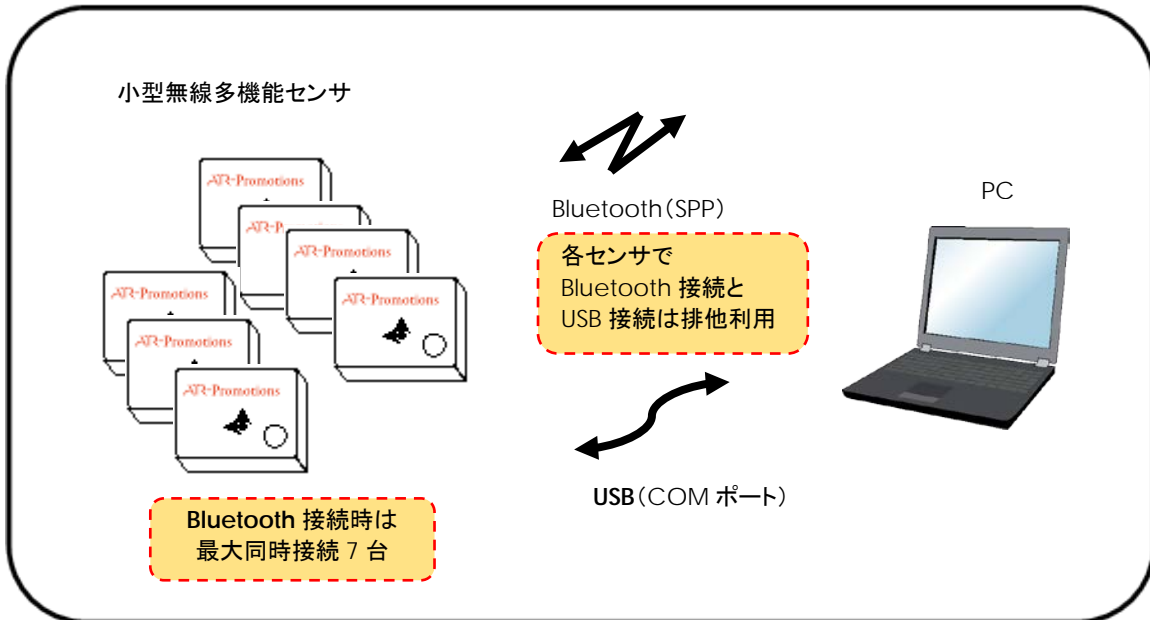 小型無線多機能センサ
ATR-Promotions
ATR-P
ATR-Promotions
ATR-Promotions
ATR-Promotions
ATR-Promotions
ATR-Promotions
Bluetooth 接続時は
最大同時接続 7 台
Bluetooth(SPP)
各センサで
Bluetooth 接続と
USB 接続は排他利用
USB(COM ポート)
PC